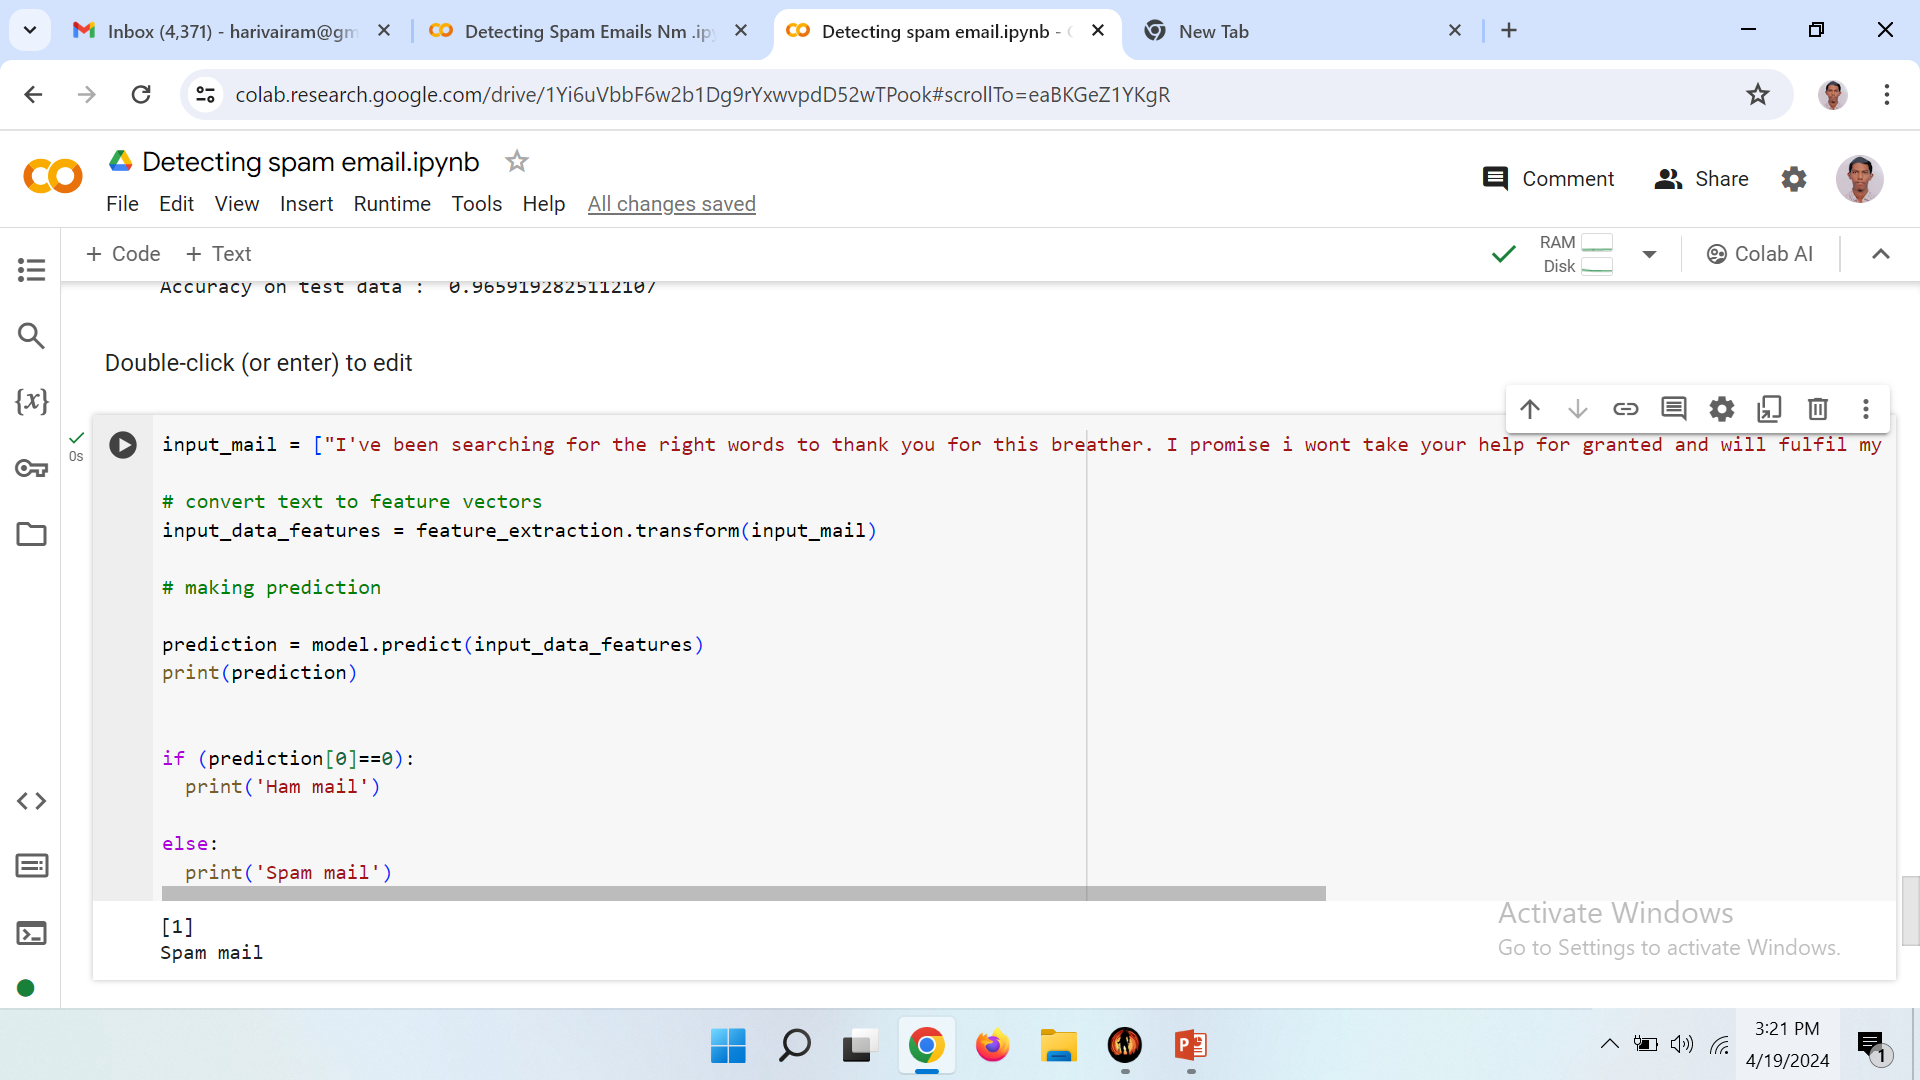 Inbox (4,371) - harivairam@gm
Detecting Spam Emails Nm .ipy
Detecting spam email.ipynb - C
New Tab
colab.research.google.com/drive/1Yi6uVbbF6w2b1Dg9rYxwvpdD52wTPook#scrollTo=eaBKGeZ1YKgR
Detecting spam email.ipynb
Comment
Share
File Edit View Insert Runtime Tools Help All changes saved
+ Code + Text
RAM
Disk
Colab AI
Accuracy on test data : 0.9659192825112107
Double-click (or enter) to edit
{x}
0s
input_mail = ["I've been searching for the right words to thank you for this breather. I promise i wont take your help for granted and will fulfil my
# convert text to feature vectors
input_data_features = feature_extraction.transform(input_mail)
# making prediction
prediction = model.predict(input_data_features)
print(prediction)
if (prediction[0]==0):
print('Ham mail')
else:
print('Spam mail')
[1]
Spam mail
Activate Windows
Go to Settings to activate Windows.
3:21 PM
4/19/2024
1